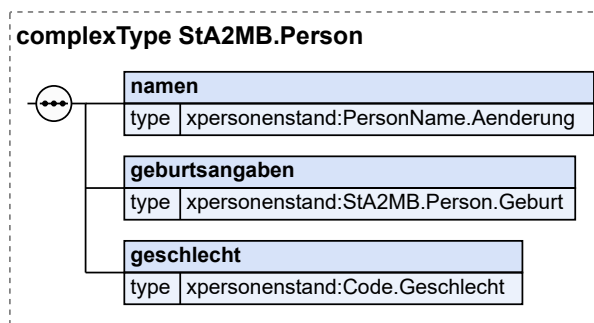 complexType StA2MB.Person
namen
type xpersonenstand:PersonName.Aenderung
geburtsangaben
type xpersonenstand:StA2MB.Person.Geburt
geschlecht
type xpersonenstand:Code.Geschlecht